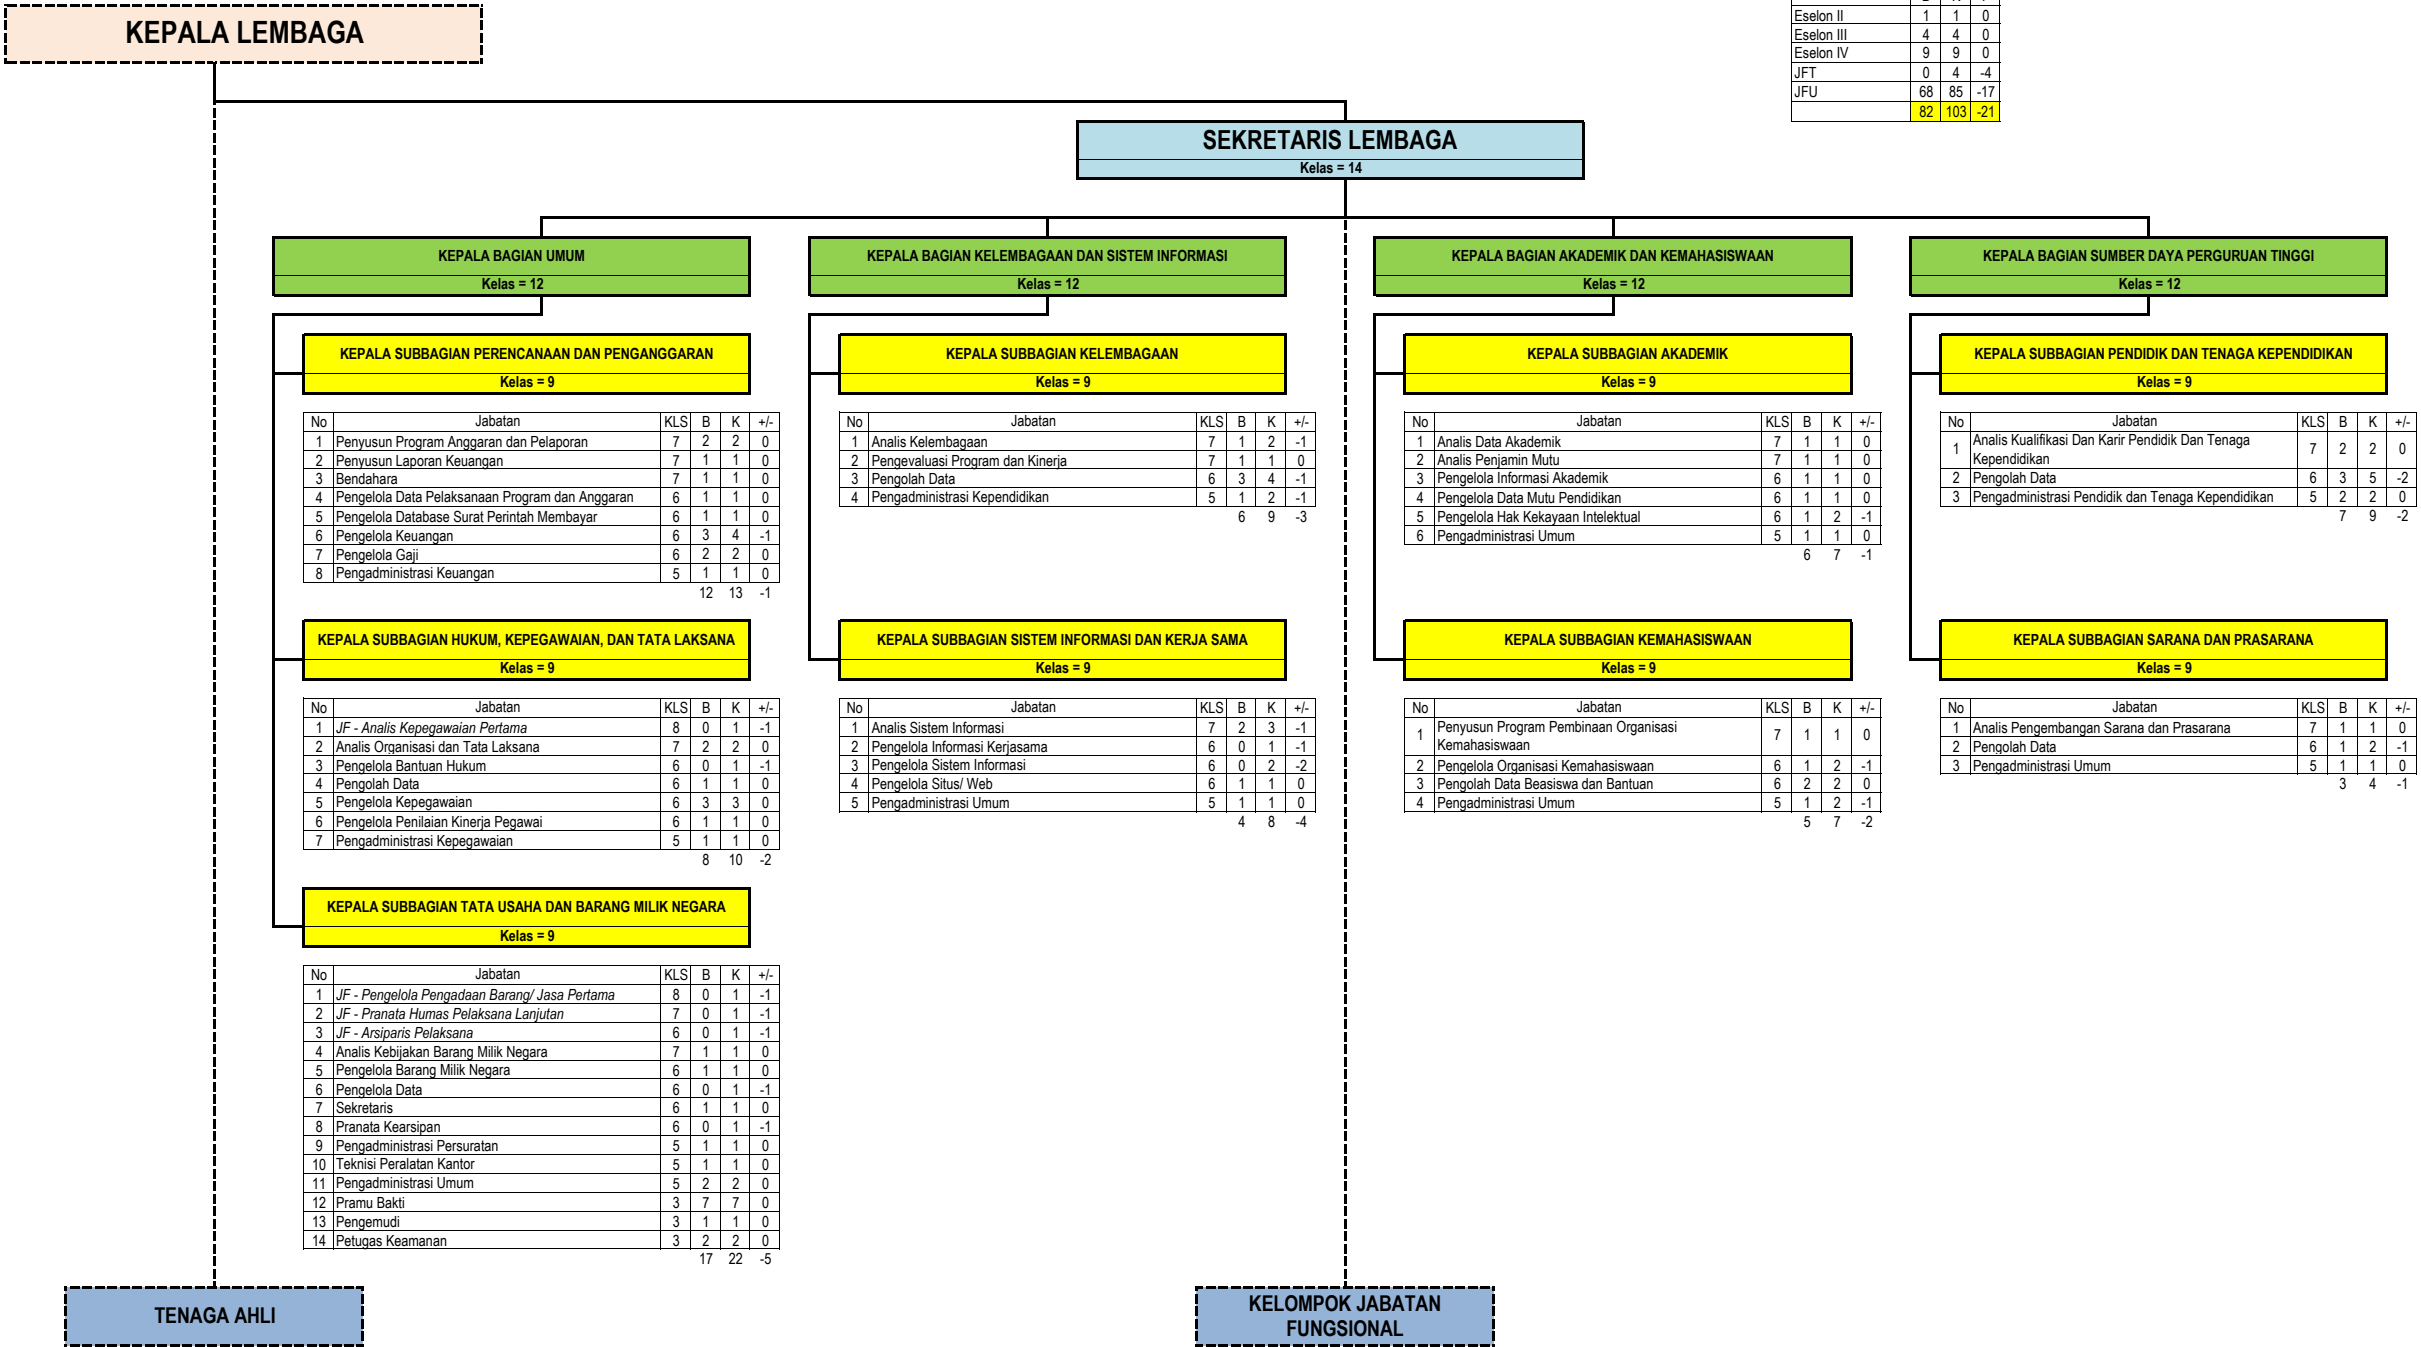 KEPALA LEMBAGA
Eselon II 1 1 0
Eselon III 4 4 0
Eselon IV 9 9 0
JFT 0 4 -4
JFU 68 85 -17
82 103 -21
SEKRETARIS LEMBAGA
Kelas = 14
KEPALA BAGIAN UMUM
Kelas = 12
KEPALA SUBBAGIAN PERENCANAAN DAN PENGANGGARAN
Kelas = 9
No Jabatan KLS B K +/-
1 Penyusun Program Anggaran dan Pelaporan 7 2 2 0
2 Penyusun Laporan Keuangan 7 1 1 0
3 Bendahara 7 1 1 0
4 Pengelola Data Pelaksanaan Program dan Anggaran 6 1 1 0
5 Pengelola Database Surat Perintah Membayar 6 1 1 0
6 Pengelola Keuangan 6 3 4 -1
7 Pengelola Gaji 6 2 2 0
8 Pengadministrasi Keuangan 5 1 1 0
12 13 -1
KEPALA SUBBAGIAN HUKUM, KEPEGAWAIAN, DAN TATA LAKSANA
Kelas = 9
No Jabatan KLS B K +/-
1 JF - Analis Kepegawaian Pertama 8 0 1 -1
2 Analis Organisasi dan Tata Laksana 7 2 2 0
3 Pengelola Bantuan Hukum 6 0 1 -1
4 Pengolah Data 6 1 1 0
5 Pengelola Kepegawaian 6 3 3 0
6 Pengelola Penilaian Kinerja Pegawai 6 1 1 0
7 Pengadministrasi Kepegawaian 5 1 1 0
8 10 -2
KEPALA SUBBAGIAN TATA USAHA DAN BARANG MILIK NEGARA
Kelas = 9
No Jabatan KLS B K +/-
1 JF - Pengelola Pengadaan Barang/ Jasa Pertama 8 0 1 -1
2 JF - Pranata Humas Pelaksana Lanjutan 7 0 1 -1
3 JF - Arsiparis Pelaksana 6 0 1 -1
4 Analis Kebijakan Barang Milik Negara 7 1 1 0
5 Pengelola Barang Milik Negara 6 1 1 0
6 Pengelola Data 6 0 1 -1
7 Sekretaris 6 1 1 0
8 Pranata Kearsipan 6 0 1 -1
9 Pengadministrasi Persuratan 5 1 1 0
10 Teknisi Peralatan Kantor 5 1 1 0
11 Pengadministrasi Umum 5 2 2 0
12 Pramu Bakti 3 7 7 0
13 Pengemudi 3 1 1 0
14 Petugas Keamanan 3 2 2 0
17 22 -5
KEPALA BAGIAN KELEMBAGAAN DAN SISTEM INFORMASI
Kelas = 12
KEPALA SUBBAGIAN KELEMBAGAAN
Kelas = 9
No Jabatan KLS B K +/-
1 Analis Kelembagaan 7 1 2 -1
2 Pengevaluasi Program dan Kinerja 7 1 1 0
3 Pengolah Data 6 3 4 -1
4 Pengadministrasi Kependidikan 5 1 2 -1
6 9 -3
KEPALA SUBBAGIAN SISTEM INFORMASI DAN KERJA SAMA
Kelas = 9
No Jabatan KLS B K +/-
1 Analis Sistem Informasi 7 2 3 -1
2 Pengelola Informasi Kerjasama 6 0 1 -1
3 Pengelola Sistem Informasi 6 0 2 -2
4 Pengelola Situs/ Web 6 1 1 0
5 Pengadministrasi Umum 5 1 1 0
4 8 -4
KEPALA BAGIAN AKADEMIK DAN KEMAHASISWAAN
Kelas = 12
KEPALA SUBBAGIAN AKADEMIK
Kelas = 9
No Jabatan KLS B K +/-
1 Analis Data Akademik 7 1 1 0
2 Analis Penjamin Mutu 7 1 1 0
3 Pengelola Informasi Akademik 6 1 1 0
4 Pengelola Data Mutu Pendidikan 6 1 1 0
5 Pengelola Hak Kekayaan Intelektual 6 1 2 -1
6 Pengadministrasi Umum 5 1 1 0
6 7 -1
KEPALA SUBBAGIAN KEMAHASISWAAN
Kelas = 9
No Jabatan KLS B K +/-
1 Penyusun Program Pembinaan Organisasi
Kemahasiswaan 7 1 1 0
2 Pengelola Organisasi Kemahasiswaan 6 1 2 -1
3 Pengolah Data Beasiswa dan Bantuan 6 2 2 0
4 Pengadministrasi Umum 5 1 2 -1
5 7 -2
KEPALA BAGIAN SUMBER DAYA PERGURUAN TINGGI
Kelas = 12
KEPALA SUBBAGIAN PENDIDIK DAN TENAGA KEPENDIDIKAN
Kelas = 9
No Jabatan KLS B K +/-
1 Analis Kualifikasi Dan Karir Pendidik Dan Tenaga
Kependidikan 7 2 2 0
2 Pengolah Data 6 3 5 -2
3 Pengadministrasi Pendidik dan Tenaga Kependidikan 5 2 2 0
7 9 -2
KEPALA SUBBAGIAN SARANA DAN PRASARANA
Kelas = 9
No Jabatan KLS B K +/-
1 Analis Pengembangan Sarana dan Prasarana 7 1 1 0
2 Pengolah Data 6 1 2 -1
3 Pengadministrasi Umum 5 1 1 0
3 4 -1
TENAGA AHLI
KELOMPOK JABATAN
FUNGSIONAL